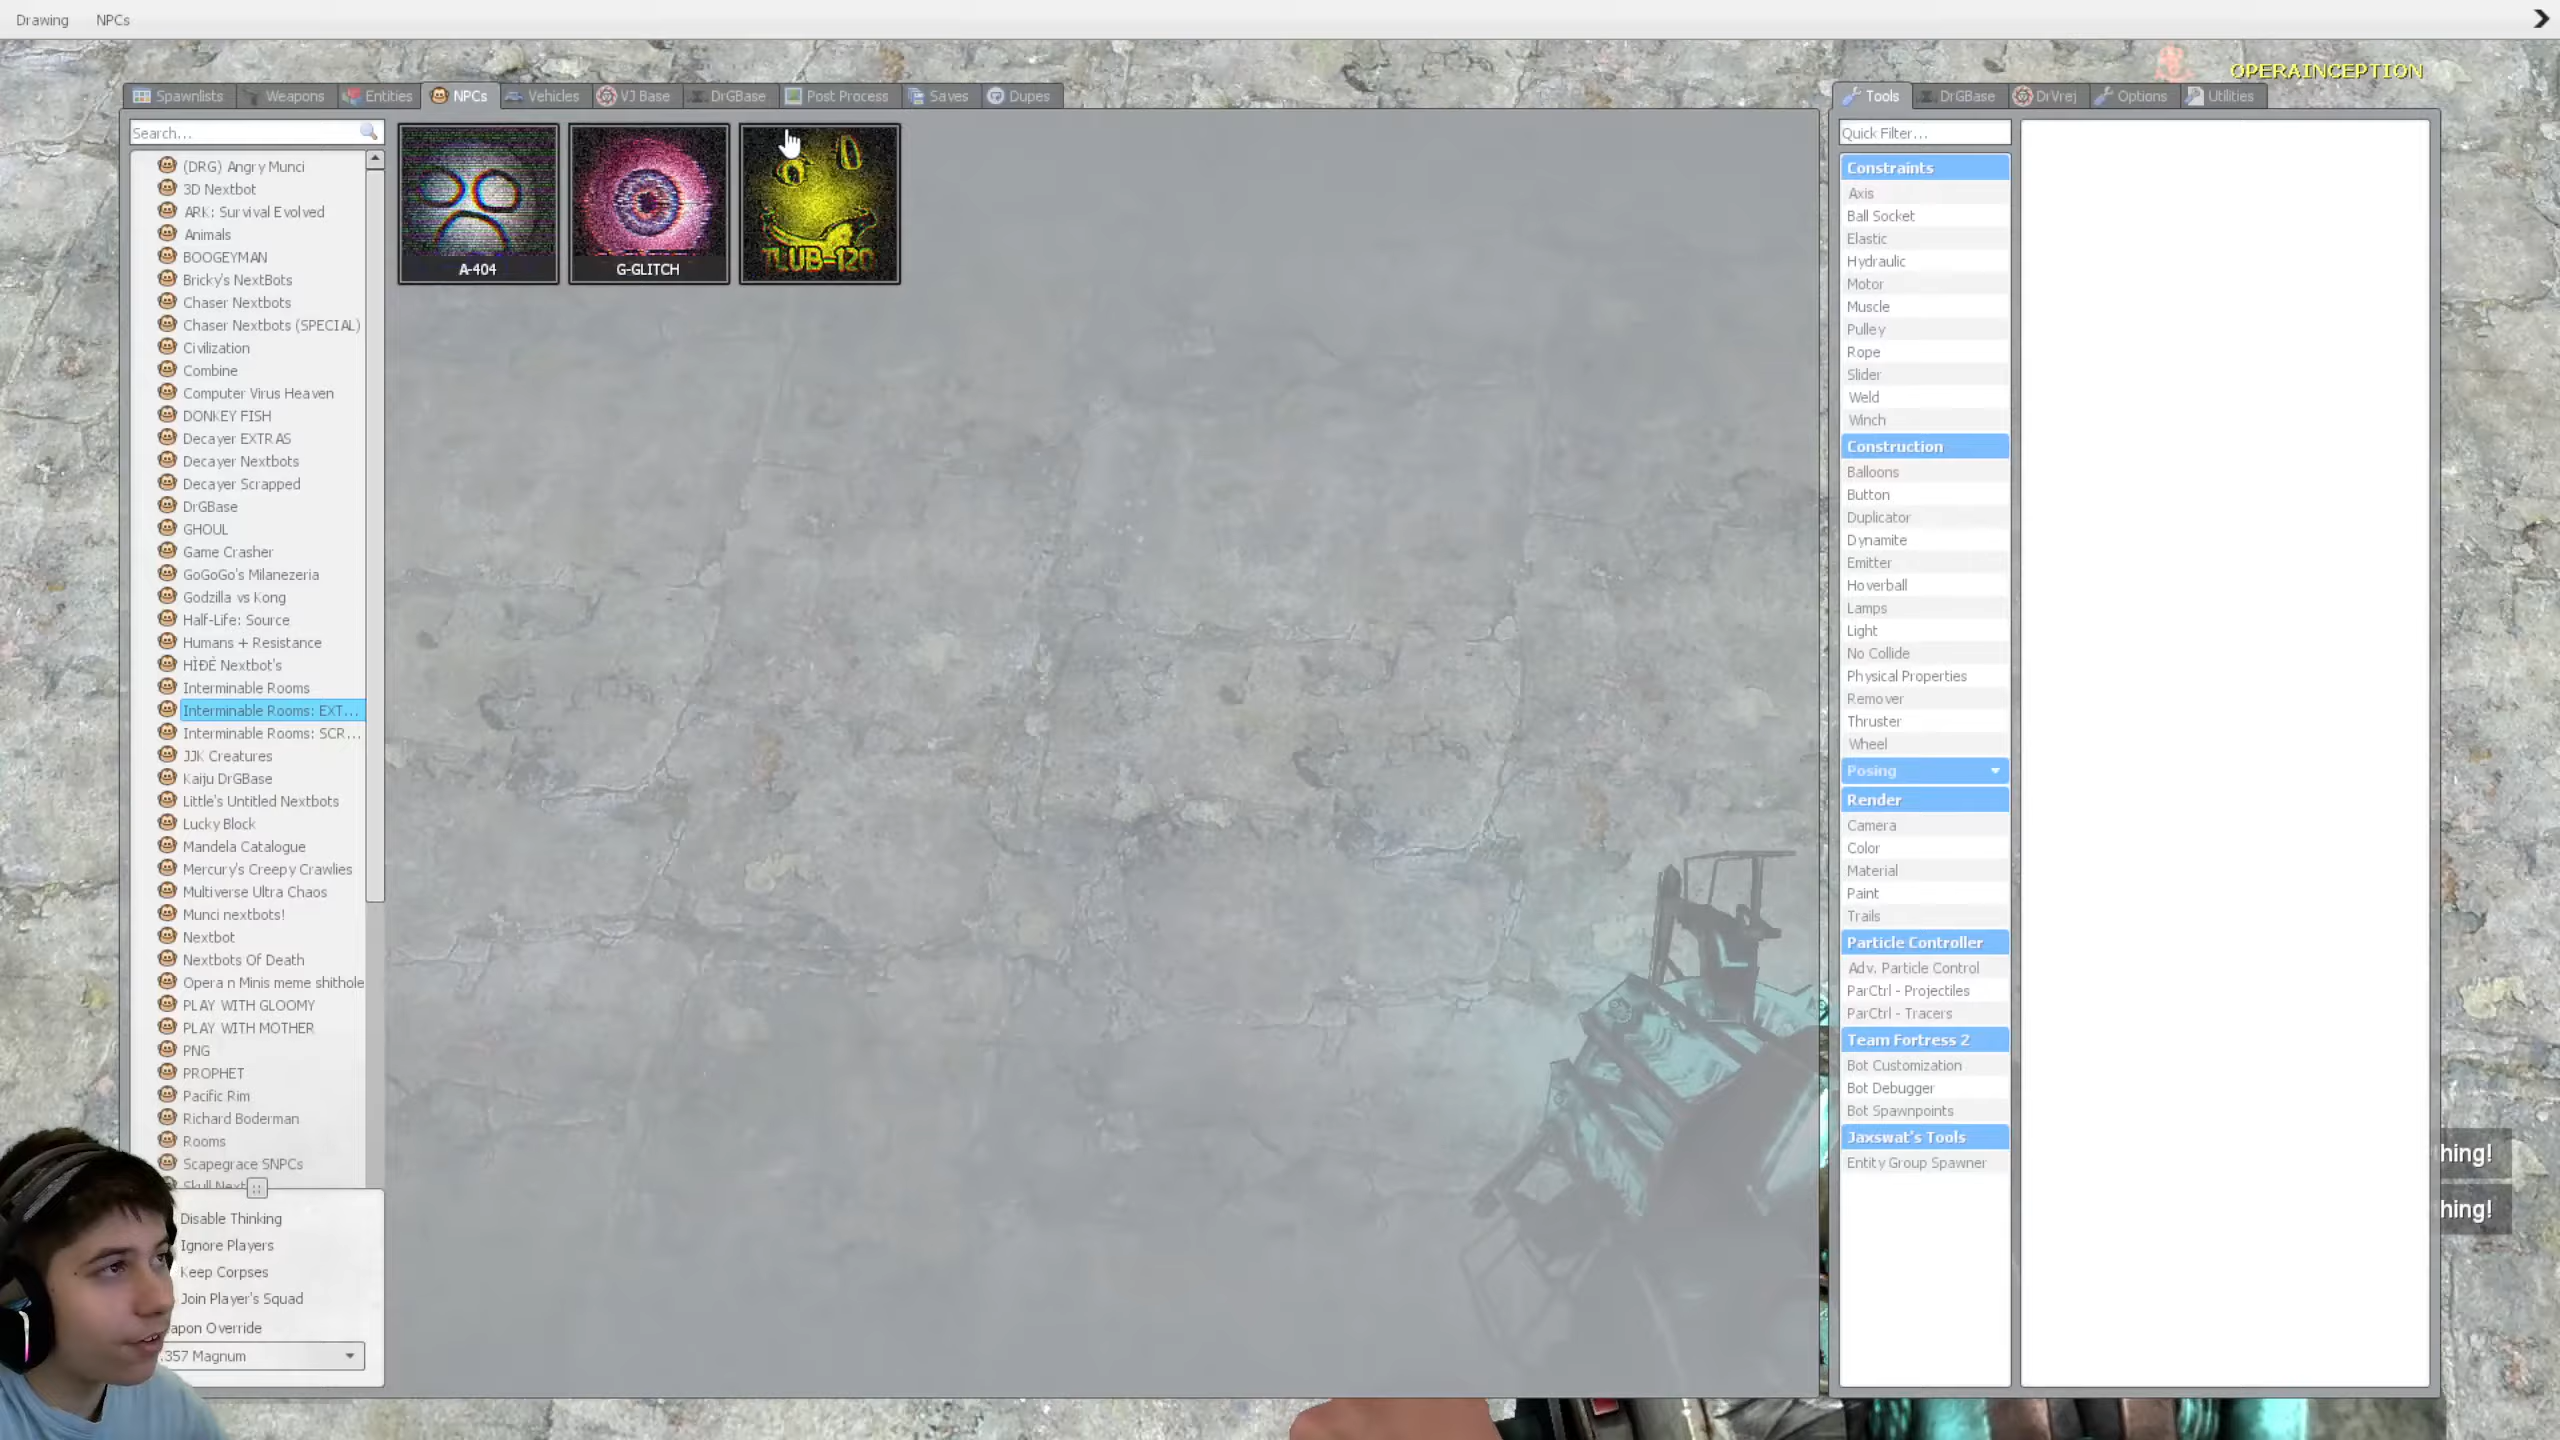 Drawing NPCs
OPERAINCEPTION
Spawnlists Weapons Entities NPCs Vehicles VJ Base DrGBase Post Process Saves Dupes
Search...
(DRG) Angry Munci
3D Nextbot
ARK: Survival Evolved
Animals
BOOGEYMAN
Bricky's NextBots
Chaser Nextbots
Chaser Nextbots (SPECIAL)
Civilization
Combine
Computer Virus Heaven
DONKEY FISH
Decayer EXTRAS
Decayer Nextbots
Decayer Scrapped
DrGBase
GHOUL
Game Crasher
GoGoGo's Milanezeria
Godzilla vs Kong
Half-Life: Source
Humans + Resistance
HÌĐÈ Nextbot's
Interminable Rooms
Interminable Rooms: EXT...
Interminable Rooms: SCR...
JJK Creatures
Kaiju DrGBase
Little's Untitled Nextbots
Lucky Block
Mandela Catalogue
Mercury's Creepy Crawlies
Multiverse Ultra Chaos
Munci nextbots!
Nextbot
Nextbots Of Death
Opera n Minis meme shithole
PLAY WITH GLOOMY
PLAY WITH MOTHER
PNG
PROPHET
Pacific Rim
Richard Boderman
Rooms
Scapegrace SNPCs
Disable Thinking
Ignore Players
Keep Corpses
Join Player's Squad
apon Override
.357 Magnum
A-404
G-GLITCH
Tools DrGBase DrVrej Options Utilities
Quick Filter...
Constraints
Axis
Ball Socket
Elastic
Hydraulic
Motor
Muscle
Pulley
Rope
Slider
Weld
Winch
Construction
Balloons
Button
Duplicator
Dynamite
Emitter
Hoverball
Lamps
Light
No Collide
Physical Properties
Remover
Thruster
Wheel
Posing
Render
Camera
Color
Material
Paint
Trails
Particle Controller
Adv. Particle Control
ParCtrl - Projectiles
ParCtrl - Tracers
Team Fortress 2
Bot Customization
Bot Debugger
Bot Spawnpoints
Jaxswat's Tools
Entity Group Spawner
hing!
hing!